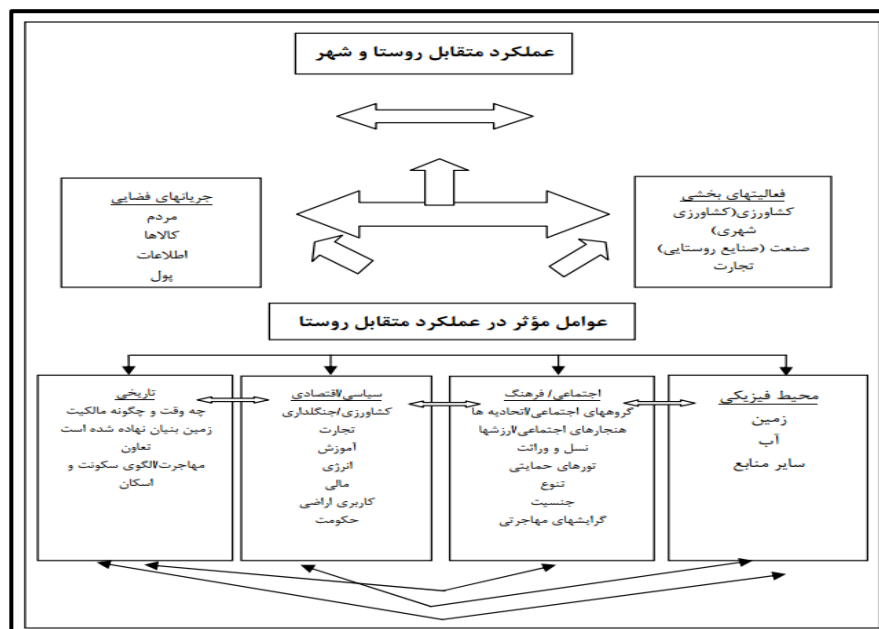 عملکرد متقابل روستا و شهر
فعالیتهای بخشی
کشاورزی(کشاورزی
شهری)
صنعت (صنایع روستایی)
تجارت
جریانهای فضایی
مردم
کالاها
اطلاعات
پول
عوامل مؤثر در عملکرد متقابل روستا
محیط فیزیکی
زمین
آب
سایر منابع
اجتماعی/ فرهنگ
گروههای اجتماعی/اتحادیه ها
هنجارهای اجتماعی/ارزشها
نسل و وراثت
تورهای حمایتی
تنوع
جنسیت
گرایشهای مهاجرتی
سیاسی/اقتصادی
کشاورزی/جنگلداری
تجارت
آموزش
انرژی
مالی
کاربری اراضی
حکومت
تاریخی
چه وقت و چگونه مالکیت
زمین بنیان نهاده شده است
تعاون
مهاجرت/الگوی سکونت و
اسکان